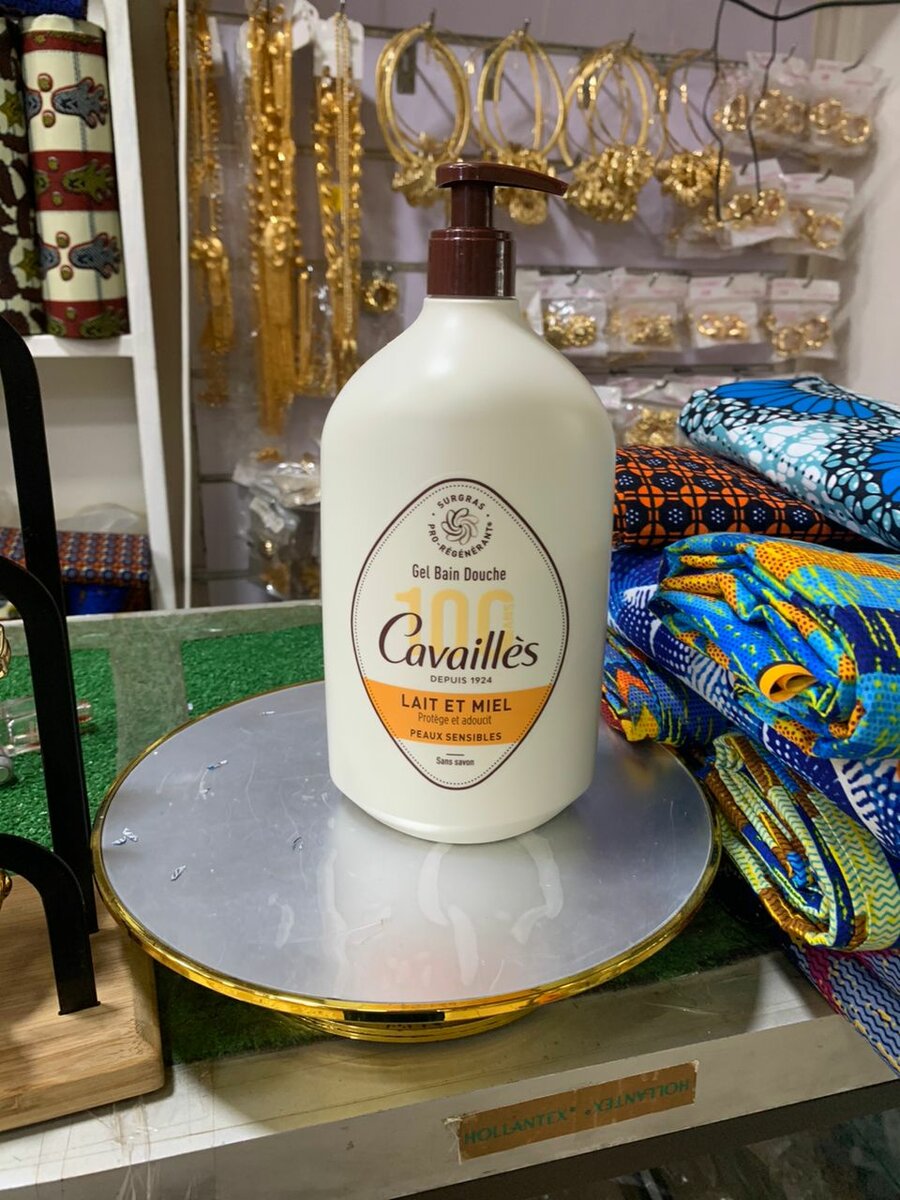 SURGRAS
PRO-RÉGÉNÉRANT
Gel Bain Douche
100 ANS
Cavaillès
DEPUIS 1924
LAIT ET MIEL
Protège et adoucit
PEAUX SENSIBLES
Sans savon
HOLLANTEX HOLLANTEX